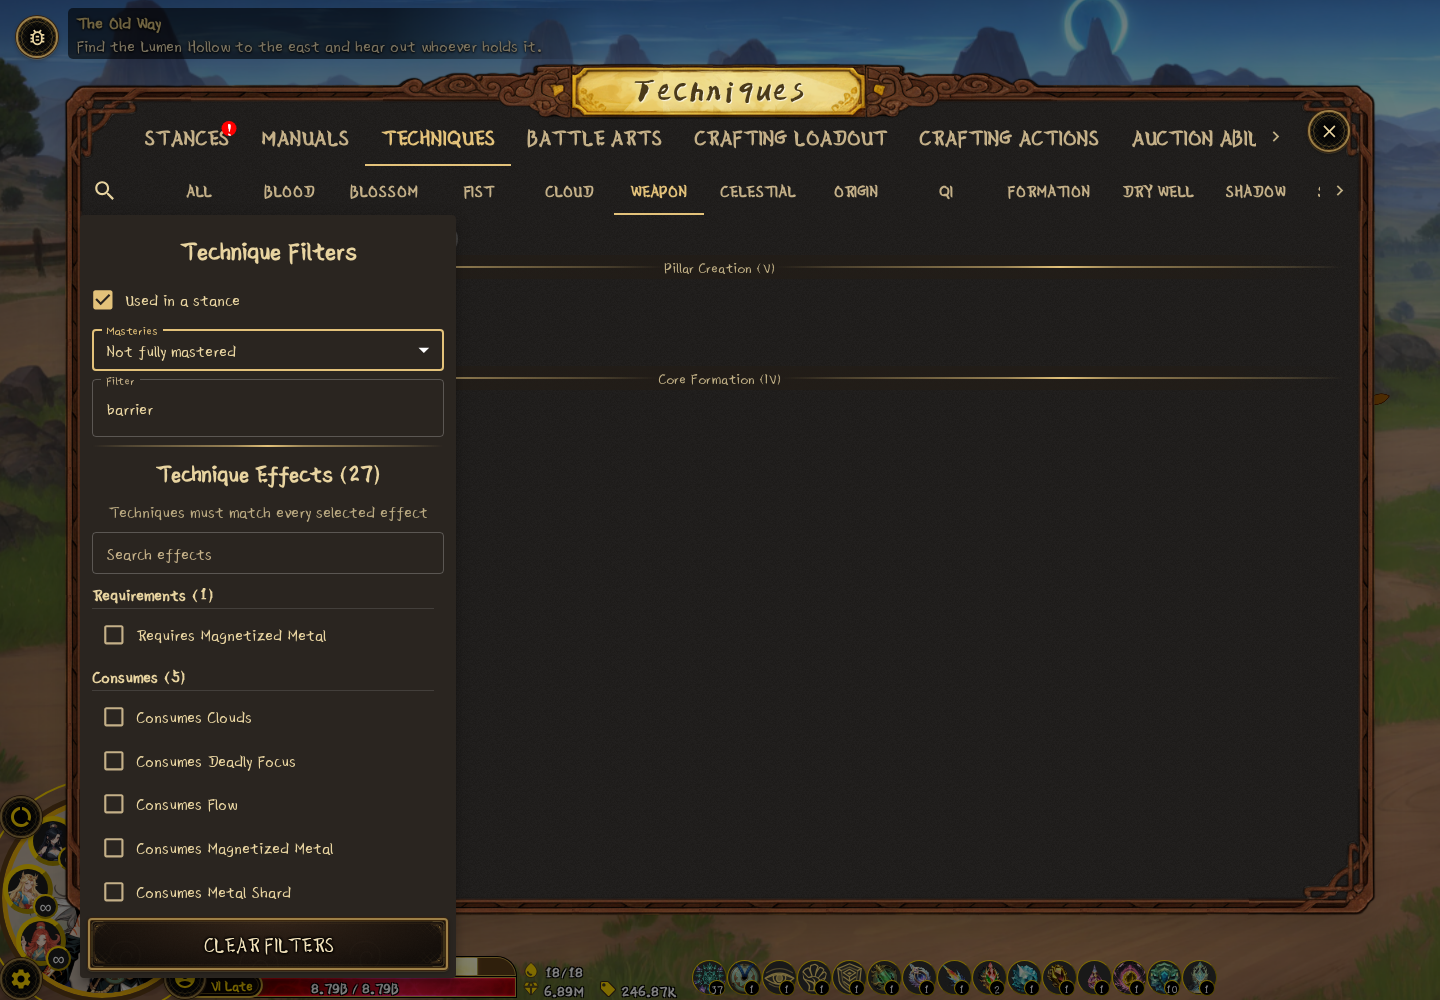 The Old Way
Find the Lumen Hollow to the east and hear out whoever holds it.
Techniques
STANCES
MANUALS
TECHNIQUES
BATTLE ARTS
CRAFTING LOADOUT
CRAFTING ACTIONS
AUCTION ABIL
ALL
BLOOD
BLOSSOM
FIST
CLOUD
WEAPON
CELESTIAL
ORIGIN
QI
FORMATION
DRY WELL
SHADOW
Technique Filters
Used in a stance
Masteries
Not fully mastered
Filter
barrier
Technique Effects (27)
Techniques must match every selected effect
Search effects
Requirements (1)
Requires Magnetized Metal
Consumes (5)
Consumes Clouds
Consumes Deadly Focus
Consumes Flow
Consumes Magnetized Metal
Consumes Metal Shard
CLEAR FILTERS
Pillar Creation (V)
Core Formation (IV)
∞
∞
VI Late
8.79B / 8.79B
18/18
6.89M
246.87K